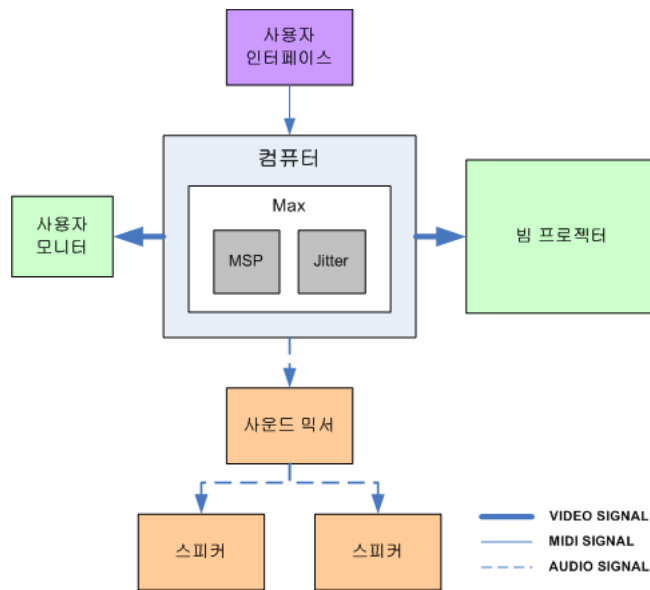 사용자
인터페이스
컴퓨터
Max
MSP
Jitter
사용자
모니터
빔 프로젝터
사운드 믹서
스피커
스피커
VIDEO SIGNAL
MIDI SIGNAL
AUDIO SIGNAL